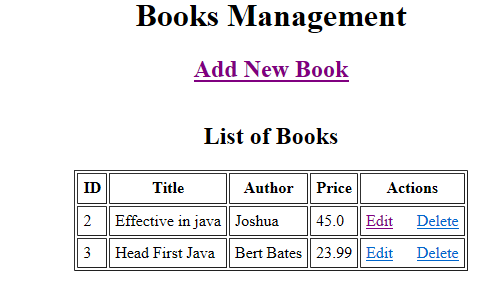 Books Management
Add New Book
List of Books
ID Title Author Price Actions
2 Effective in java Joshua 45.0 Edit Delete
3 Head First Java Bert Bates 23.99 Edit Delete